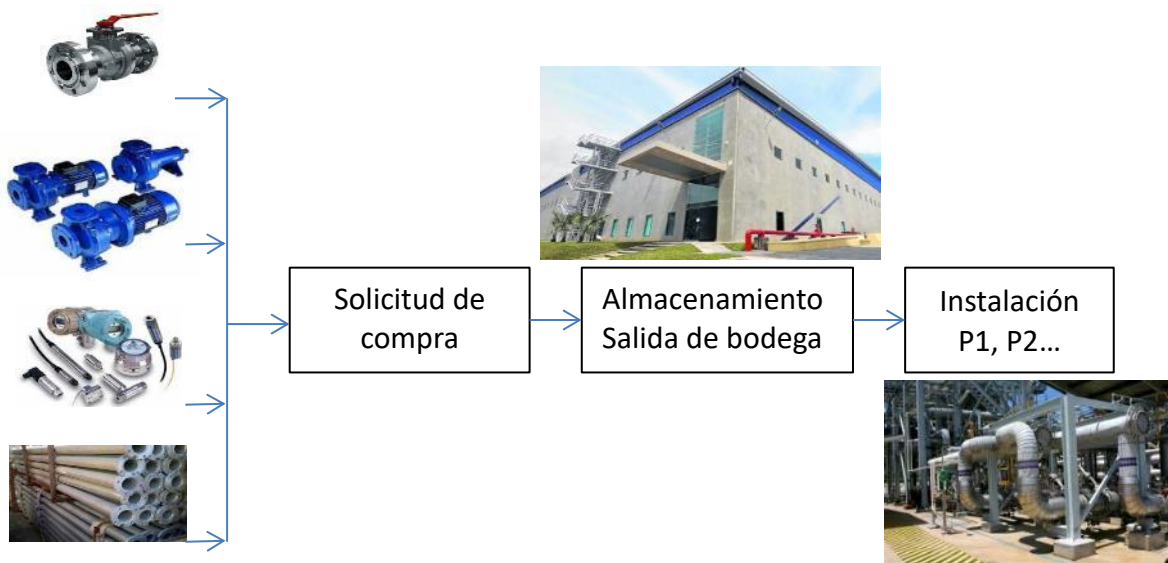 Solicitud de
compra
Almacenamiento
Salida de bodega
Instalación
P1, P2...